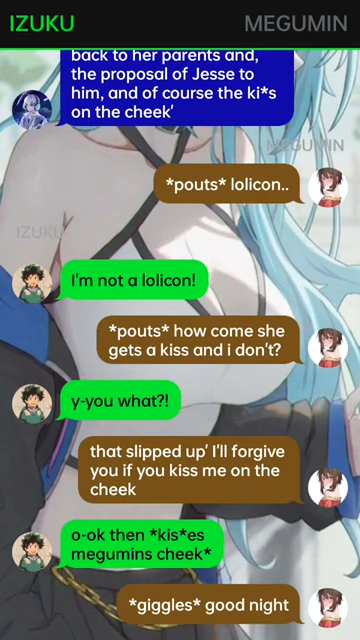 IZUKU
MEGUMIN
back to her parents and,
the proposal of Jesse to
him, and of course the ki*s
on the cheek'
MEGUMIN
*pouts* lolicon..
IZUKU
I'm not a lolicon!
*pouts* how come she
gets a kiss and i don't?
y-you what?!
that slipped up' I'll forgive
you if you kiss me on the
cheek
o-ok then *kis*es
megumins cheek*
*giggles* good night